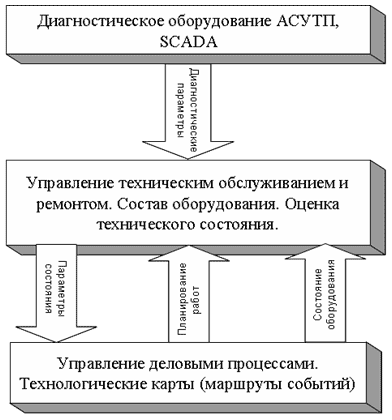 Диагностическое оборудование АСУТП,
SCADA
Диагностические
параметры
Управление техническим обслуживанием и
ремонтом. Состав оборудования. Оценка
технического состояния.
Параметры
состояния
Планирование
работ
Состояние
оборудования
Управление деловыми процессами.
Технологические карты (маршруты событий)